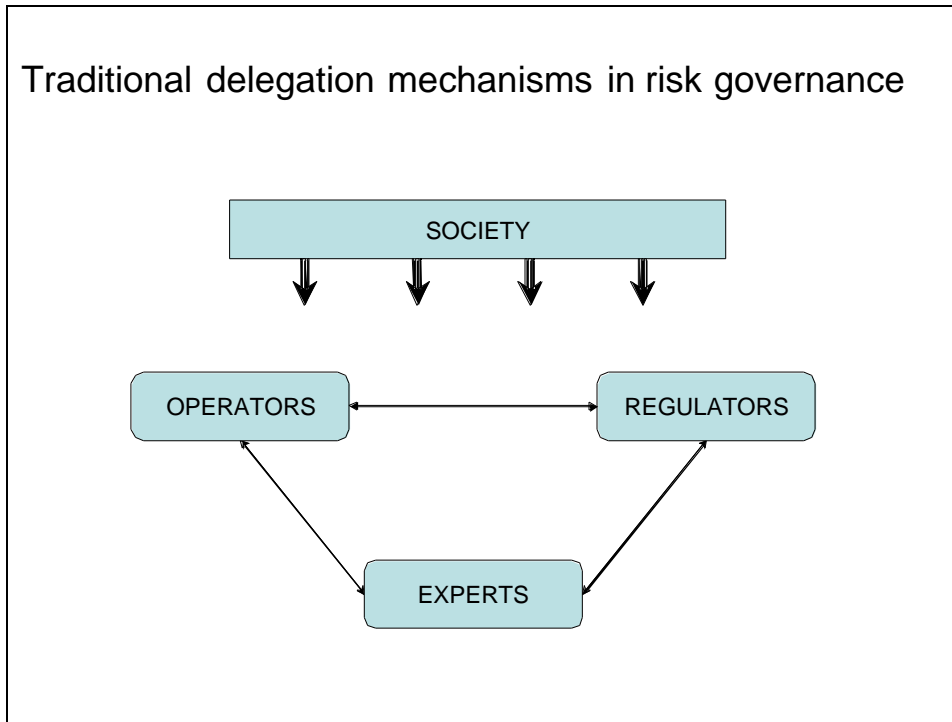 Traditional delegation mechanisms in risk governance
SOCIETY
OPERATORS
REGULATORS
EXPERTS